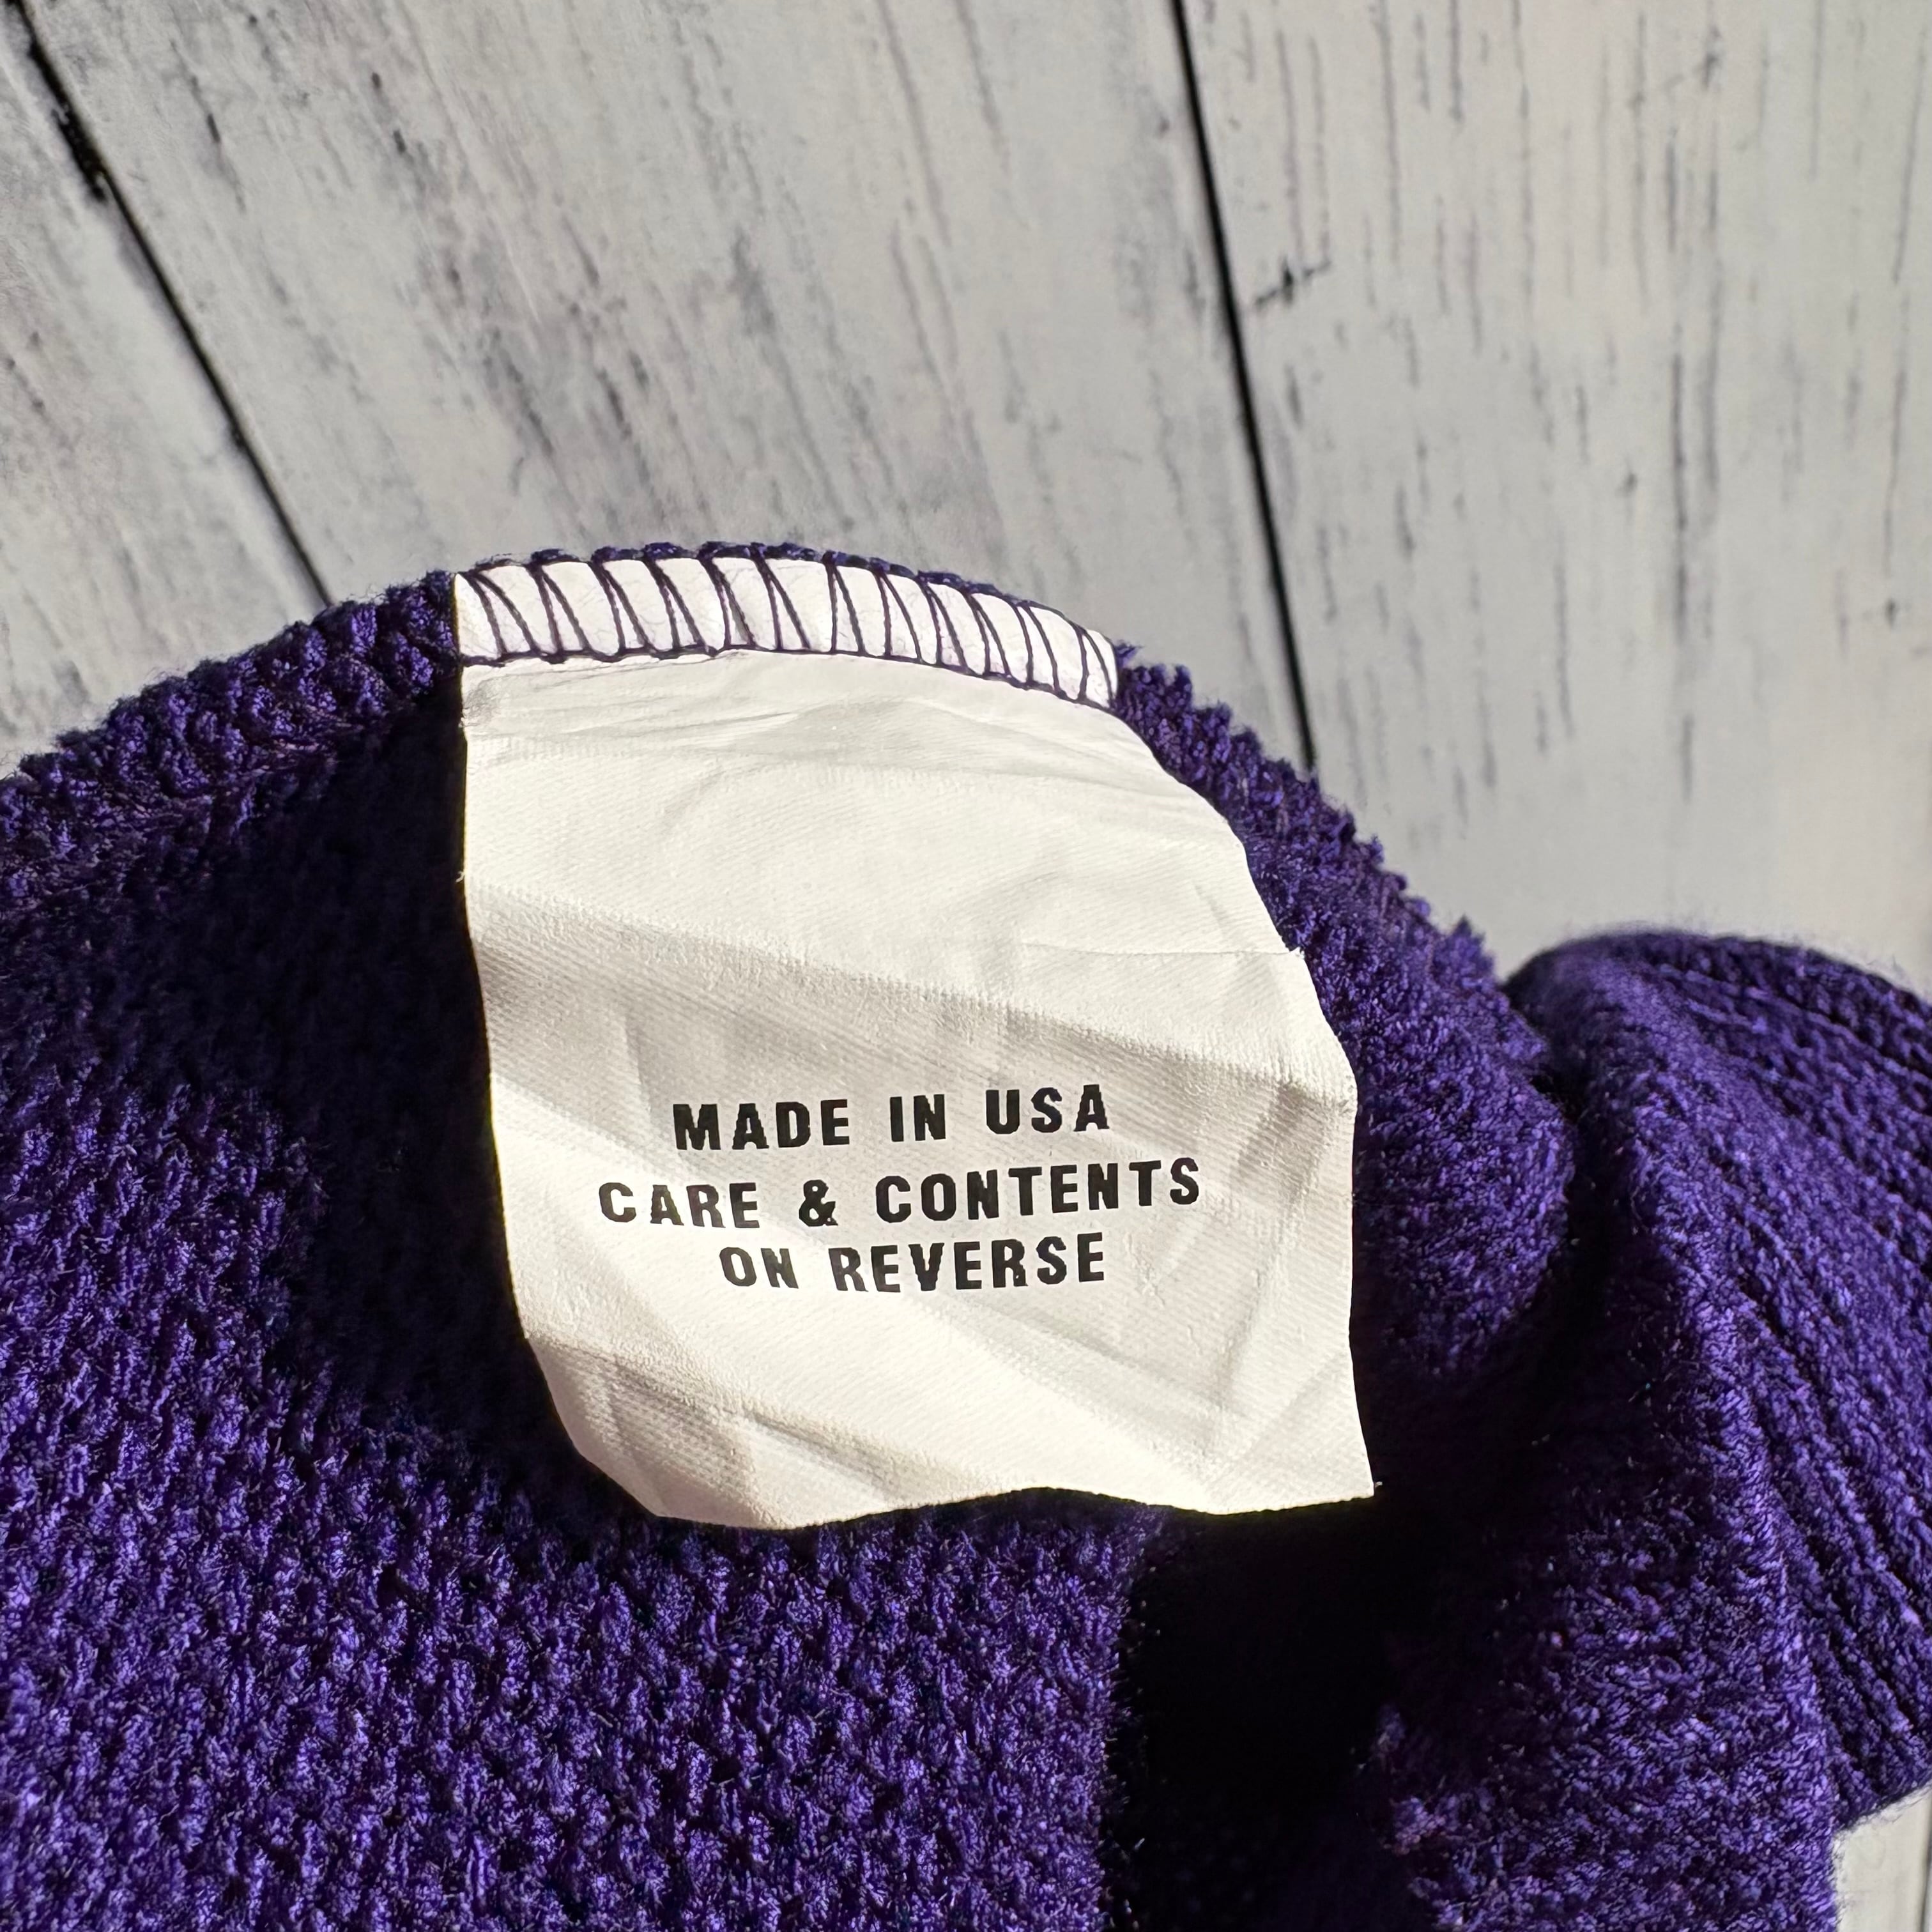 MADE IN USA
CARE & CONTENTS
ON REVERSE